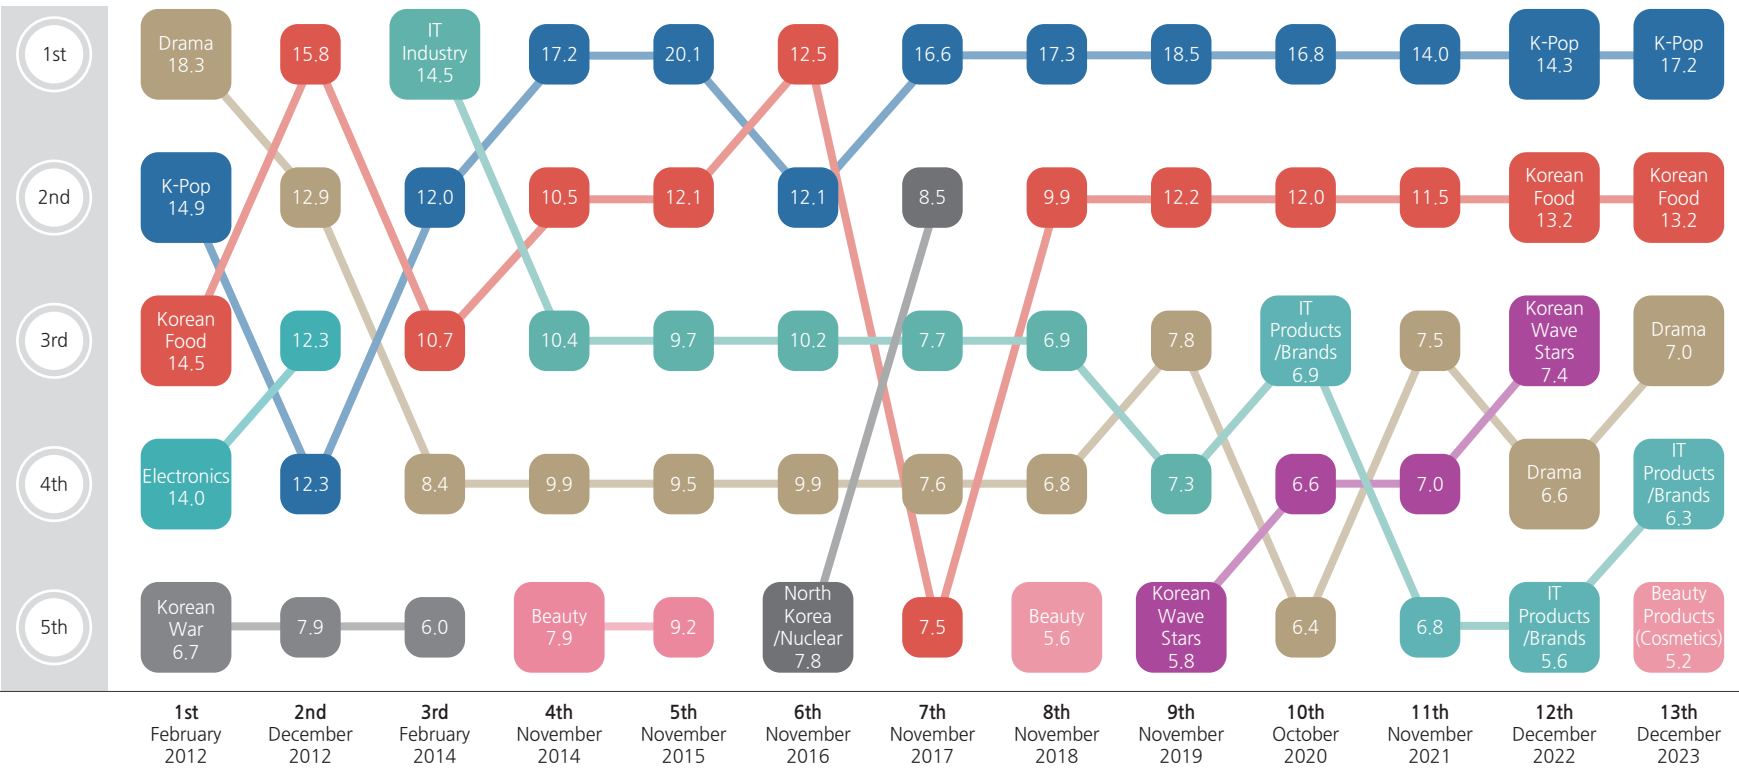 1st
Drama
18.3
15.8
IT
Industry
14.5
17.2
20.1
12.5
16.6
17.3
18.5
16.8
14.0
K-Pop
14.3
K-Pop
17.2
2nd
K-Pop
14.9
12.9
12.0
10.5
12.1
12.1
8.5
9.9
12.2
12.0
11.5
Korean
Food
13.2
Korean
Food
13.2
3rd
Korean
Food
14.5
12.3
10.7
10.4
9.7
10.2
7.7
6.9
7.8
IT
Products
/Brands
6.9
7.5
Korean
Wave
Stars
7.4
Drama
7.0
4th
Electronics
14.0
12.3
8.4
9.9
9.5
9.9
7.6
6.8
7.3
6.6
7.0
Drama
6.6
IT
Products
/Brands
6.3
5th
Korean
War
6.7
7.9
6.0
Beauty
7.9
9.2
North
Korea
/Nuclear
7.8
7.5
Beauty
5.6
Korean
Wave
Stars
5.8
6.4
6.8
IT
Products
/Brands
5.6
Beauty
Products
(Cosmetics)
5.2
1st
February
2012
2nd
December
2012
3rd
February
2014
4th
November
2014
5th
November
2015
6th
November
2016
7th
November
2017
8th
November
2018
9th
November
2019
10th
October
2020
11th
November
2021
12th
December
2022
13th
December
2023